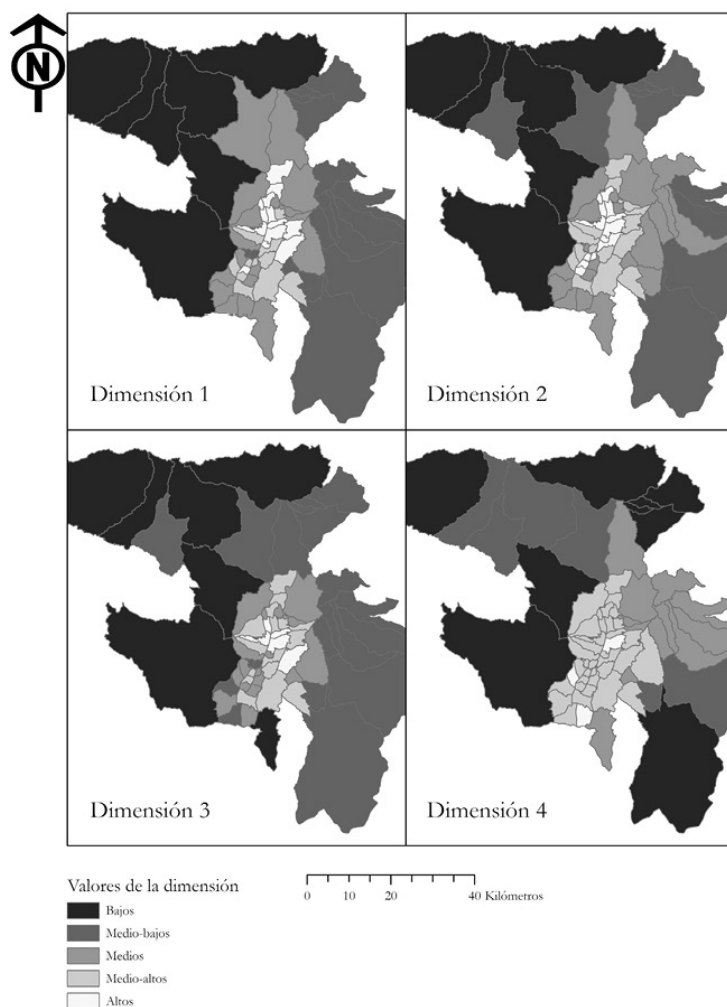 N
Dimensión 1
Dimensión 2
Dimensión 3
Dimensión 4
Valores de la dimensión
Bajos
Medio-bajos
Medios
Medio-altos
Altos
0 10 20 40 Kilómetros